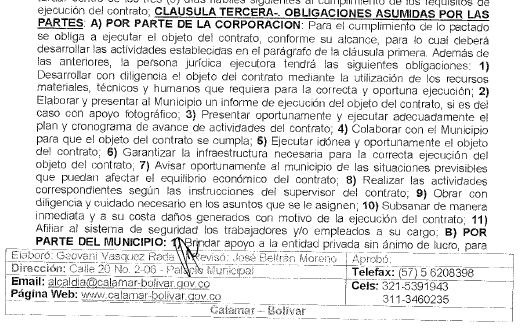 ejecución del contrato; CLAUSULA TERCERA-. OBLIGACIONES ASUMIDAS POR LAS
PARTES: A) POR PARTE DE LA CORPORACION: Para el cumplimiento de lo pactado
se obliga a ejecutar el objeto del contrato, conforme su alcance, para lo cual deberá
desarrollar las actividades establecidas en el parágrafo de la cláusula primera. Además de
las anteriores, la persona jurídica ejecutora tendrá las siguientes obligaciones: 1)
Desarrollar con diligencia el objeto del contrato mediante la utilización de los recursos
materiales, técnicos y humanos que requiera para la correcta y oportuna ejecución; 2)
Elaborar y presentar al Municipio un informe de ejecución del objeto del contrato, si es del
caso con apoyo fotográfico; 3) Presentar oportunamente y ejecutar adecuadamente el
plan y cronograma de avance de actividades del contrato; 4) Colaborar con el Municipio
para que el objeto del contrato se cumpla; 5) Ejecutar idónea y oportunamente el objeto
del contrato; 6) Garantizar la infraestructura necesaria para la correcta ejecución del
objeto del contrato; 7) Avisar oportunamente al municipio de las situaciones previsibles
que puedan afectar el equilibrio económico del contrato; 8) Realizar las actividades
correspondientes según las instrucciones del supervisor del contrato; 9) Obrar con
diligencia y cuidado necesario en los asuntos que se le asignen; 10) Subsanar de manera
inmediata y a su costa daños generados con motivo de la ejecución del contrato; 11)
Afiliar al sistema de seguridad los trabajadores y/o empleados a su cargo; B) POR
PARTE DEL MUNICIPIO: 1) Brindar apoyo a la entidad privada sin ánimo de lucro, para
Elaboró: Geovani Vasquez Rada Revisó: José Beltrán Moreno Aprobó:
Dirección: Calle 20 No. 2-06 - Palacio Municipal
Email: alcaldia@calamar-bolivar.gov.co
Página Web: www.calamar-bolivar.gov.co
Telefax: (57) 5 6208398
Cels: 321-5391943
311-3460235
Calamar – Bolívar